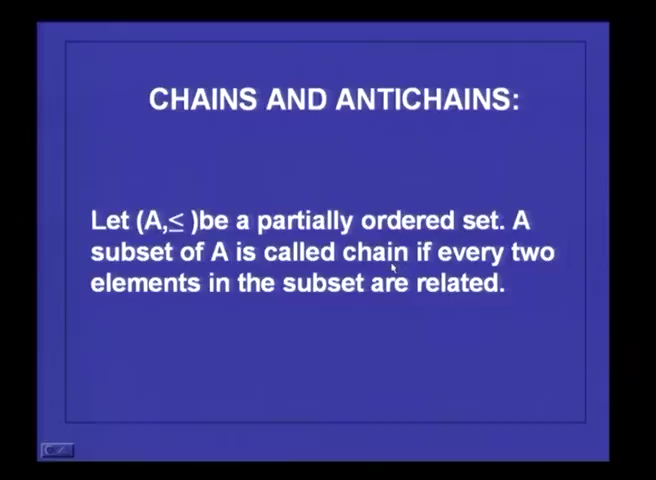 CHAINS AND ANTICHAINS:
Let (A,≤ )be a partially ordered set. A
subset of A is called chain if every two
elements in the subset are related.